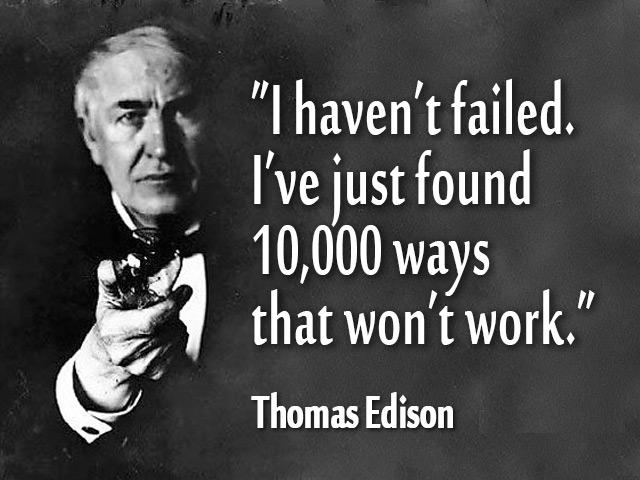 "I haven't failed.
I've just found
10,000 ways
that won't work."
Thomas Edison